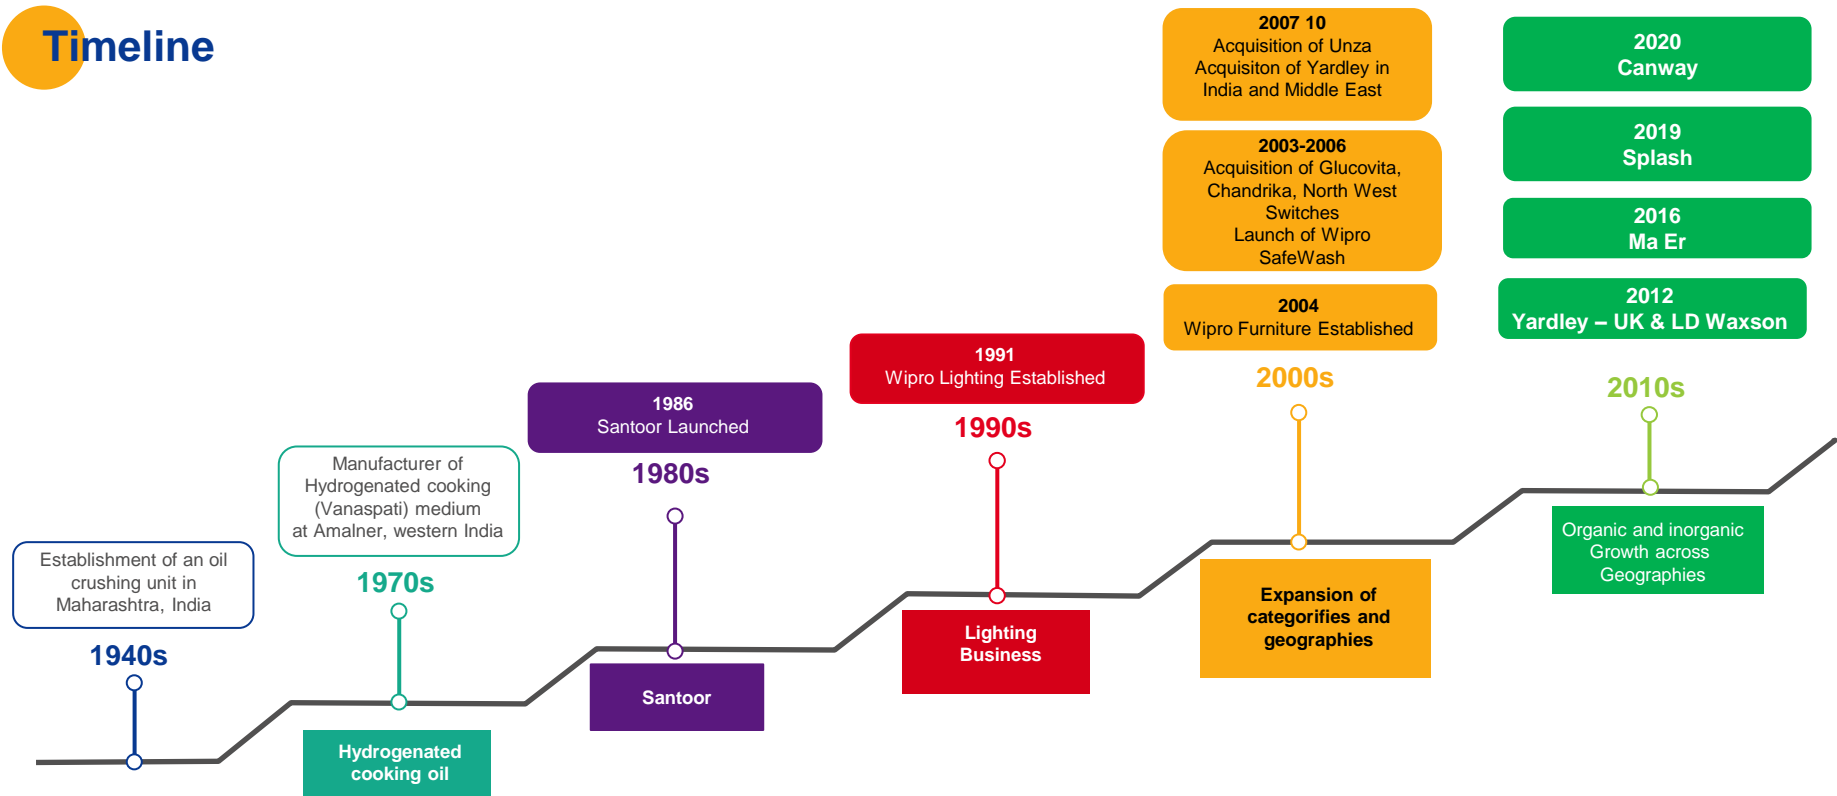 Timeline
Establishment of an oil
crushing unit in
Maharashtra, India
1940s
Manufacturer of
Hydrogenated cooking
(Vanaspati) medium
at Amalner, western India
1970s
Hydrogenated
cooking oil
1986
Santoor Launched
1980s
Santoor
1991
Wipro Lighting Established
1990s
Lighting
Business
2007 10
Acquisition of Unza
Acquisiton of Yardley in
India and Middle East
2003-2006
Acquisition of Glucovita,
Chandrika, North West
Switches
Launch of Wipro
SafeWash
2004
Wipro Furniture Established
2000s
Expansion of
categorifies and
geographies
2020
Canway
2019
Splash
2016
Ma Er
2012
Yardley – UK & LD Waxson
2010s
Organic and inorganic
Growth across
Geographies